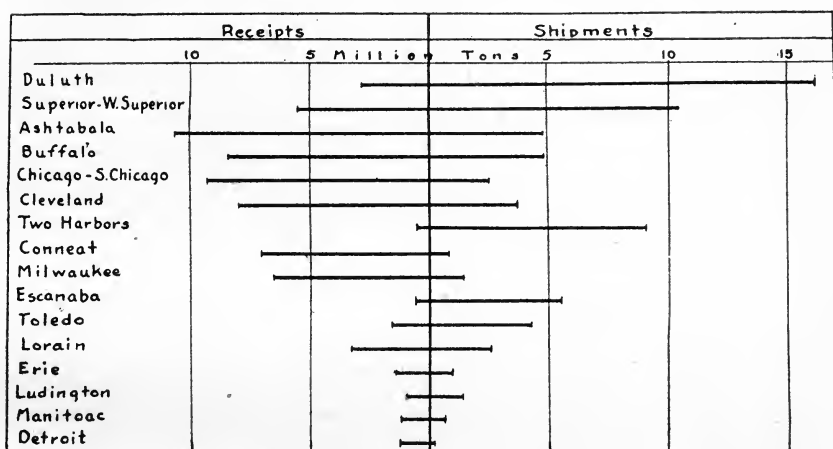 Receipts Shipments
10 5 Million Tons 5 10 15
Duluth
Superior-W.Superior
Ashtabala
Buffalo
Chicago-S.Chicago
Cleveland
Two Harbors
Conneat
Milwaukee
Escanaba
Toledo
Lorain
Erie
Ludington
Manitoac
Detroit